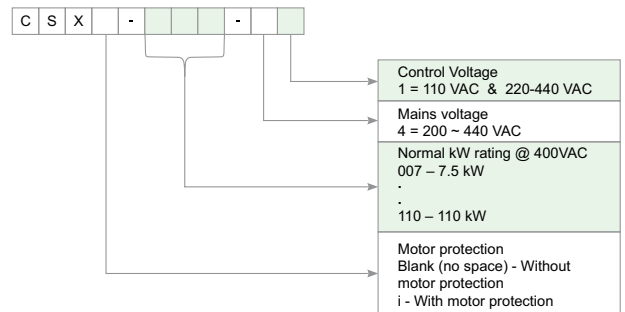 C S X - -
Control Voltage
1 = 110 VAC & 220-440 VAC
Mains voltage
4 = 200 ~ 440 VAC
Normal kW rating @ 400VAC
007 – 7.5 kW
.
.
110 – 110 kW
Motor protection
Blank (no space) - Without
motor protection
i - With motor protection